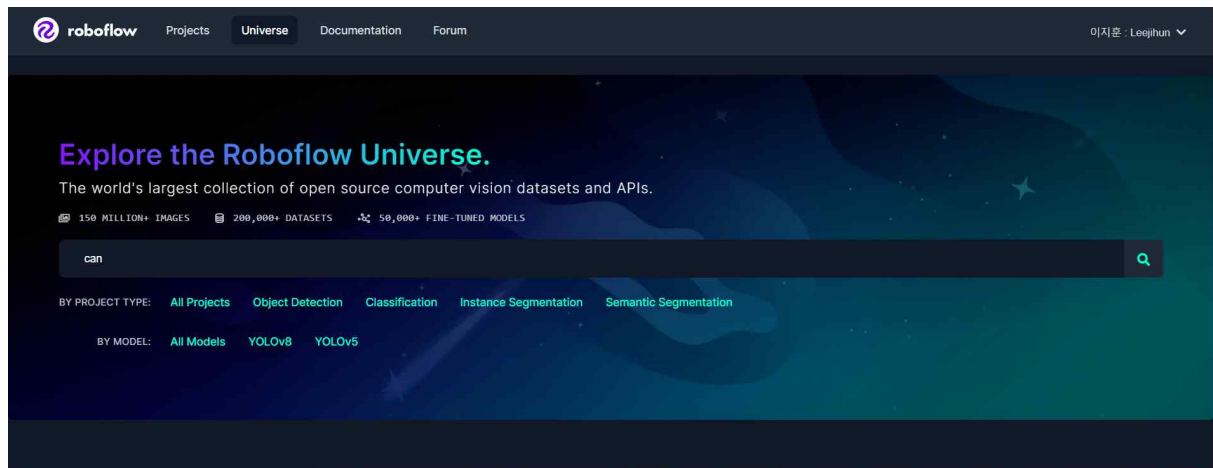 roboflow Projects Universe Documentation Forum 이지훈 : Leejihun
Explore the Roboflow Universe.
The world's largest collection of open source computer vision datasets and APIs.
150 MILLION+ IMAGES 200,000+ DATASETS 50,000+ FINE-TUNED MODELS
can
BY PROJECT TYPE: All Projects Object Detection Classification Instance Segmentation Semantic Segmentation
BY MODEL: All Models YOLOv8 YOLOv5